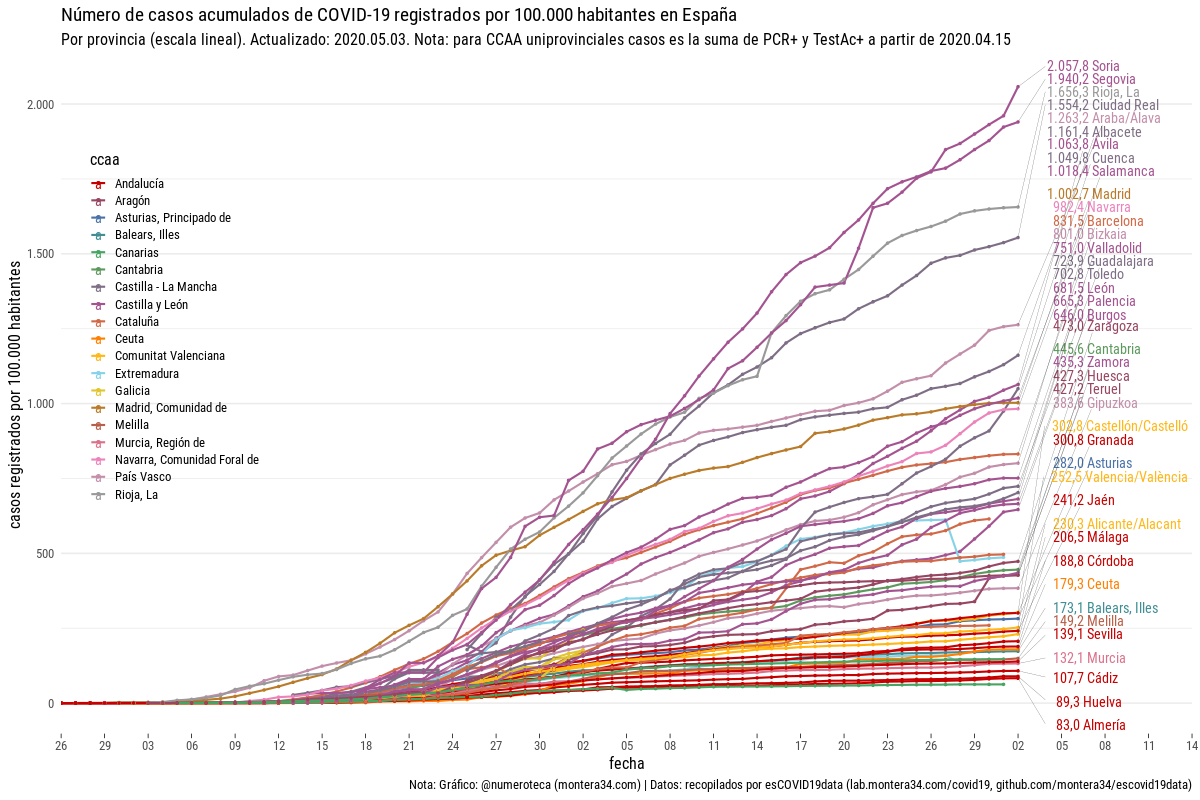 Número de casos acumulados de COVID-19 registrados por 100.000 habitantes en España
Por provincia (escala lineal). Actualizado: 2020.05.03. Nota: para CCAA uniprovinciales casos es la suma de PCR+ y TestAc+ a partir de 2020.04.15
casos registrados por 100.000 habitantes
2.000
1.500
1.000
500
0
ccaa
Andalucía
Aragón
Asturias, Principado de
Balears, Illes
Canarias
Cantabria
Castilla - La Mancha
Castilla y León
Cataluña
Ceuta
Comunitat Valenciana
Extremadura
Galicia
Madrid, Comunidad de
Melilla
Murcia, Región de
Navarra, Comunidad Foral de
País Vasco
Rioja, La
2.057,8 Soria
1.940,2 Segovia
1.656,3 Rioja, La
1.554,2 Ciudad Real
1.263,2 Araba/Álava
1.161,4 Albacete
1.063,8 Ávila
1.049,8 Cuenca
1.018,4 Salamanca
1.002,7 Madrid
982,4 Navarra
831,5 Barcelona
801,0 Bizkaia
751,0 Valladolid
723,9 Guadalajara
702,8 Toledo
681,5 León
665,8 Palencia
646,0 Burgos
473,0 Zaragoza
445,6 Cantabria
435,3 Zamora
427,3 Huesca
427,2 Teruel
383,6 Gipuzkoa
302,8 Castellón/Castelló
300,8 Granada
282,0 Asturias
252,5 Valencia/València
241,2 Jaén
230,3 Alicante/Alacant
206,5 Málaga
188,8 Córdoba
179,3 Ceuta
173,1 Balears, Illes
149,2 Melilla
139,1 Sevilla
132,1 Murcia
107,7 Cádiz
89,3 Huelva
83,0 Almería
26 29 03 06 09 12 15 18 21 24 27 30 02 05 08 11 14 17 20 23 26 29 02 05 08 11 14
fecha
Nota: Gráfico: @numeroteca (montera34.com) | Datos: recopilados por esCOVID19data (lab.montera34.com/covid19, github.com/montera34/escovid19data)